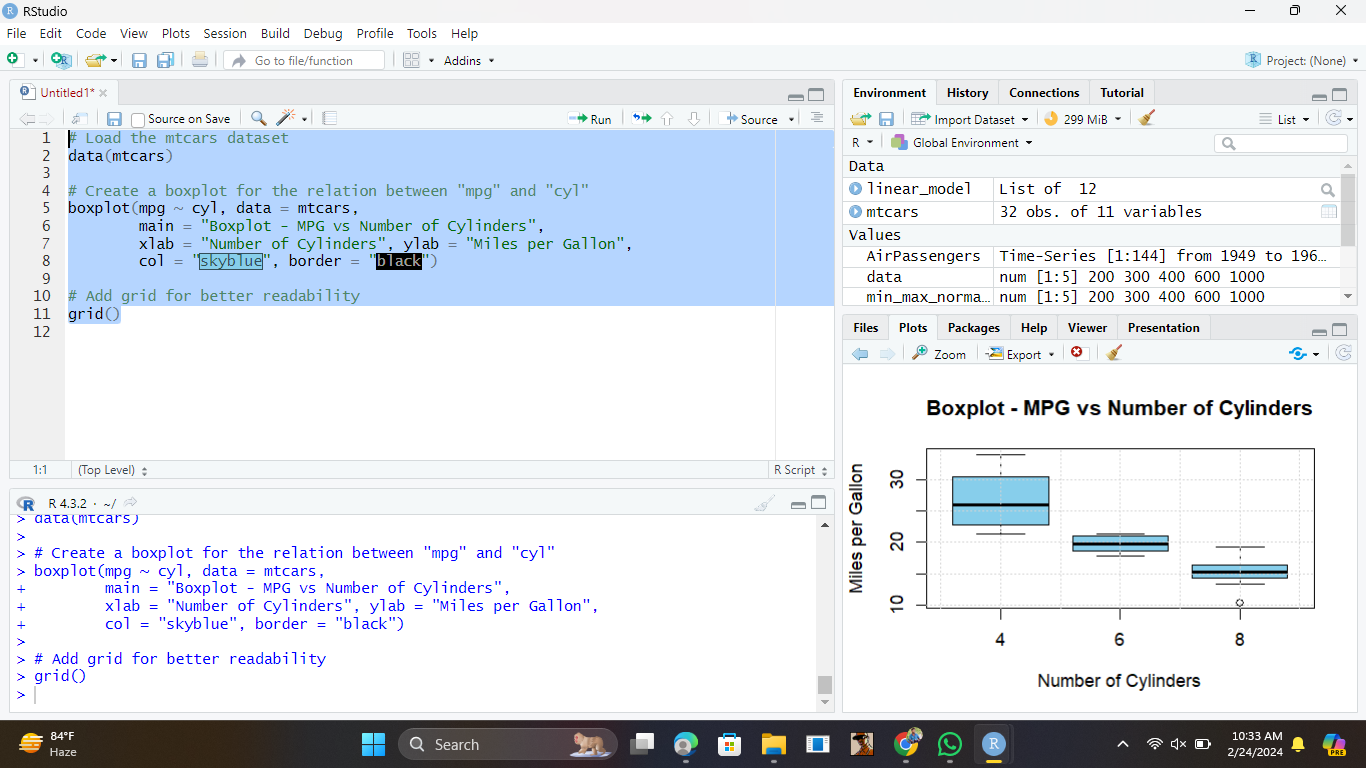 RStudio
File Edit Code View Plots Session Build Debug Profile Tools Help
Go to file/function Addins Project: (None)
Untitled1*
Source on Save Run Source
1 # Load the mtcars dataset
2 data(mtcars)
3
4 # Create a boxplot for the relation between "mpg" and "cyl"
5 boxplot(mpg ~ cyl, data = mtcars,
6 main = "Boxplot - MPG vs Number of Cylinders",
7 xlab = "Number of Cylinders", ylab = "Miles per Gallon",
8 col = "skyblue", border = "black")
9
10 # Add grid for better readability
11 grid()
12
1:1 (Top Level) R Script
R 4.3.2 · ~/
> data(mtcars)
>
> # Create a boxplot for the relation between "mpg" and "cyl"
> boxplot(mpg ~ cyl, data = mtcars,
+ main = "Boxplot - MPG vs Number of Cylinders",
+ xlab = "Number of Cylinders", ylab = "Miles per Gallon",
+ col = "skyblue", border = "black")
>
> # Add grid for better readability
> grid()
>
Environment History Connections Tutorial
Import Dataset 299 MiB List
R Global Environment
Data
linear_model List of 12
mtcars 32 obs. of 11 variables
Values
AirPassengers Time-Series [1:144] from 1949 to 196…
data num [1:5] 200 300 400 600 1000
min_max_norma… num [1:5] 200 300 400 600 1000
Files Plots Packages Help Viewer Presentation
Zoom Export
Boxplot - MPG vs Number of Cylinders
Miles per Gallon
30
20
10
4 6 8
Number of Cylinders
84°F
Haze
Search
10:33 AM
2/24/2024
PRE